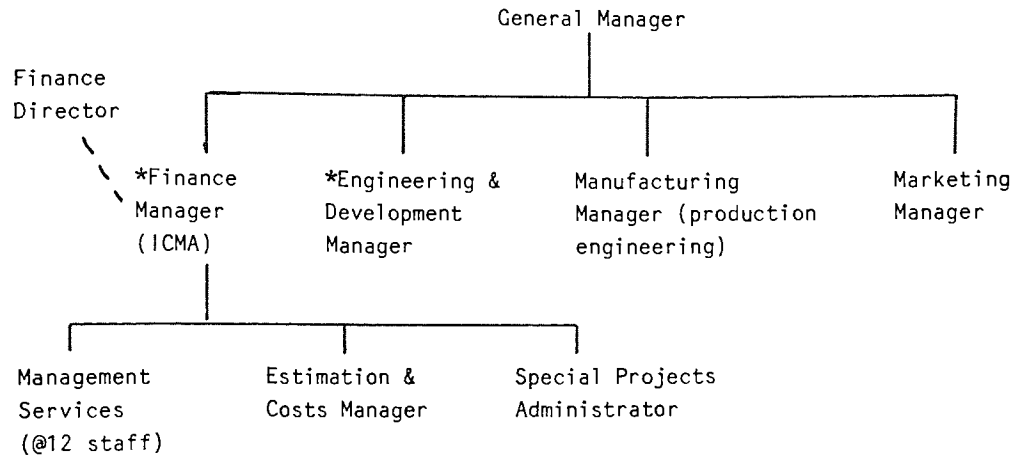 General Manager
Finance
Director
*Finance
Manager
(ICMA)
*Engineering &
Development
Manager
Manufacturing
Manager (production
engineering)
Marketing
Manager
Management
Services
(@12 staff)
Estimation &
Costs Manager
Special Projects
Administrator